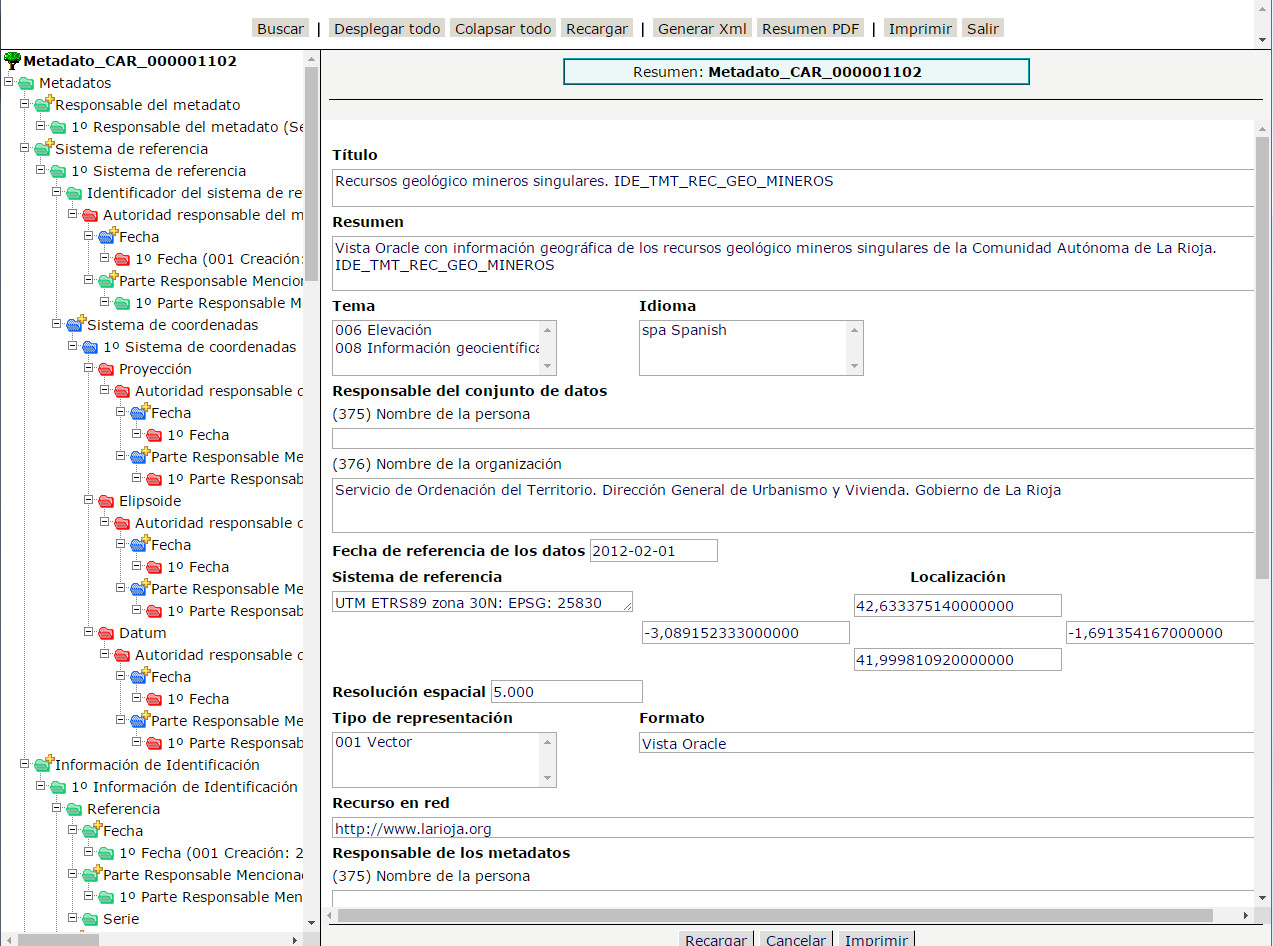 Buscar | Desplegar todo Colapsar todo Recargar | Generar Xml Resumen PDF | Imprimir Salir
Metadato_CAR_000001102
Metadatos
Responsable del metadato
1º Responsable del metadato (Se
Sistema de referencia
1º Sistema de referencia
Identificador del sistema de re
Autoridad responsable del m
Fecha
1º Fecha (001 Creación:
Parte Responsable Mencion
1º Parte Responsable M
Sistema de coordenadas
1º Sistema de coordenadas
Proyección
Autoridad responsable d
Fecha
1º Fecha
Parte Responsable Me
1º Parte Responsab
Elipsoide
Autoridad responsable d
Fecha
1º Fecha
Parte Responsable Me
1º Parte Responsab
Datum
Autoridad responsable d
Fecha
1º Fecha
Parte Responsable Me
1º Parte Responsab
Información de Identificación
1º Información de Identificación
Referencia
Fecha
1º Fecha (001 Creación: 2
Parte Responsable Mencionad
1º Parte Responsable Men
Serie
Resumen: Metadato_CAR_000001102
Título
Recursos geológico mineros singulares. IDE_TMT_REC_GEO_MINEROS
Resumen
Vista Oracle con información geográfica de los recursos geológico mineros singulares de la Comunidad Autónoma de La Rioja.
IDE_TMT_REC_GEO_MINEROS
Tema Idioma
006 Elevación spa Spanish
008 Información geocientífica
Responsable del conjunto de datos
(375) Nombre de la persona
(376) Nombre de la organización
Servicio de Ordenación del Territorio. Dirección General de Urbanismo y Vivienda. Gobierno de La Rioja
Fecha de referencia de los datos 2012-02-01
Sistema de referencia Localización
UTM ETRS89 zona 30N: EPSG: 25830 42,633375140000000
-3,089152333000000 -1,691354167000000
41,999810920000000
Resolución espacial 5.000
Tipo de representación Formato
001 Vector Vista Oracle
Recurso en red
http://www.larioja.org
Responsable de los metadatos
(375) Nombre de la persona
Recargar Cancelar Imprimir